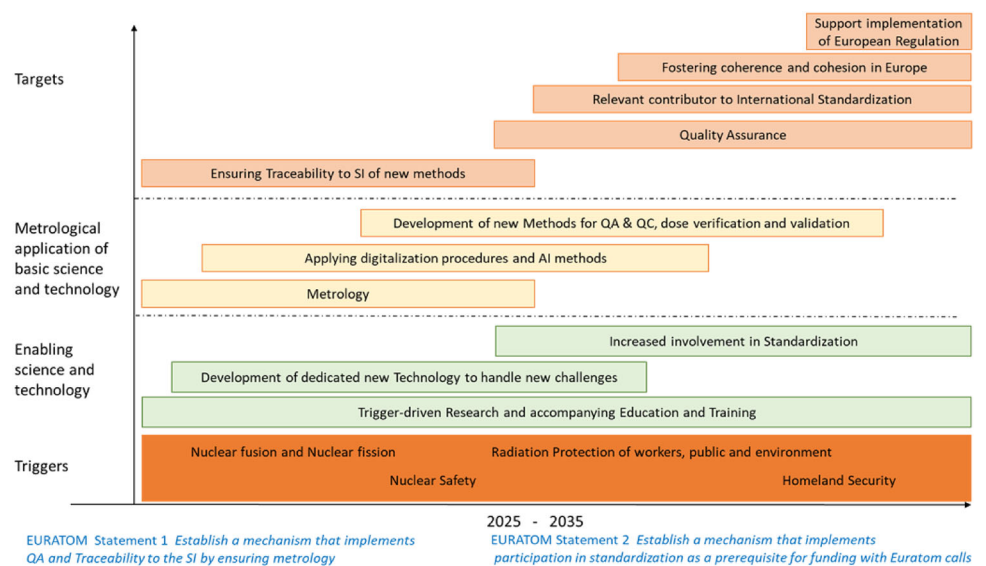 Support implementation
of European Regulation
Targets
Fostering coherence and cohesion in Europe
Relevant contributor to International Standardization
Quality Assurance
Ensuring Traceability to SI of new methods
Metrological
application of
basic science
and technology
Development of new Methods for QA & QC, dose verification and validation
Applying digitalization procedures and AI methods
Metrology
Enabling
science and
technology
Increased involvement in Standardization
Development of dedicated new Technology to handle new challenges
Trigger-driven Research and accompanying Education and Training
Triggers
Nuclear fusion and Nuclear fission
Radiation Protection of workers, public and environment
Nuclear Safety
Homeland Security
2025 - 2035
EURATOM Statement 1 Establish a mechanism that implements
QA and Traceability to the SI by ensuring metrology
EURATOM Statement 2 Establish a mechanism that implements
participation in standardization as a prerequisite for funding with Euratom calls